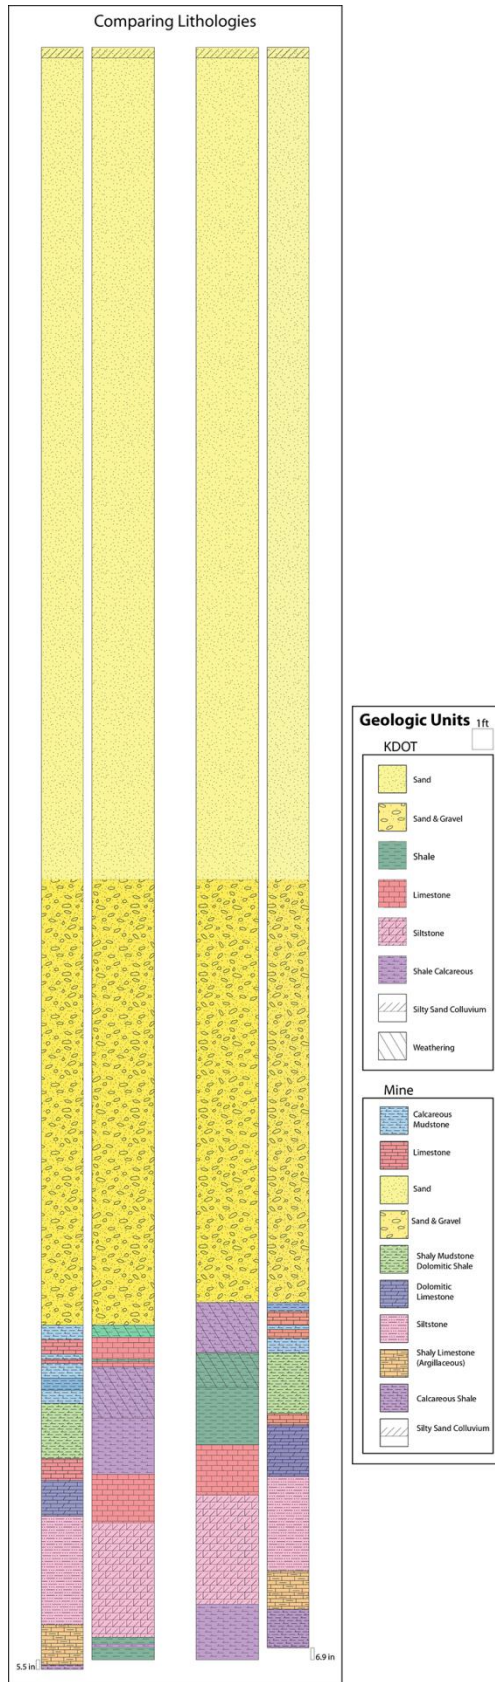 Comparing Lithologies
5.5 in
6.9 in
Geologic Units
1ft
KDOT
Sand
Sand & Gravel
Shale
Limestone
Siltstone
Shale Calcareous
Silty Sand Colluvium
Weathering
Mine
Calcareous
Mudstone
Limestone
Sand
Sand & Gravel
Shaly Mudstone
Dolomitic Shale
Dolomitic
Limestone
Siltstone
Shaly Limestone
(Argillaceous)
Calcareous Shale
Silty Sand Colluvium